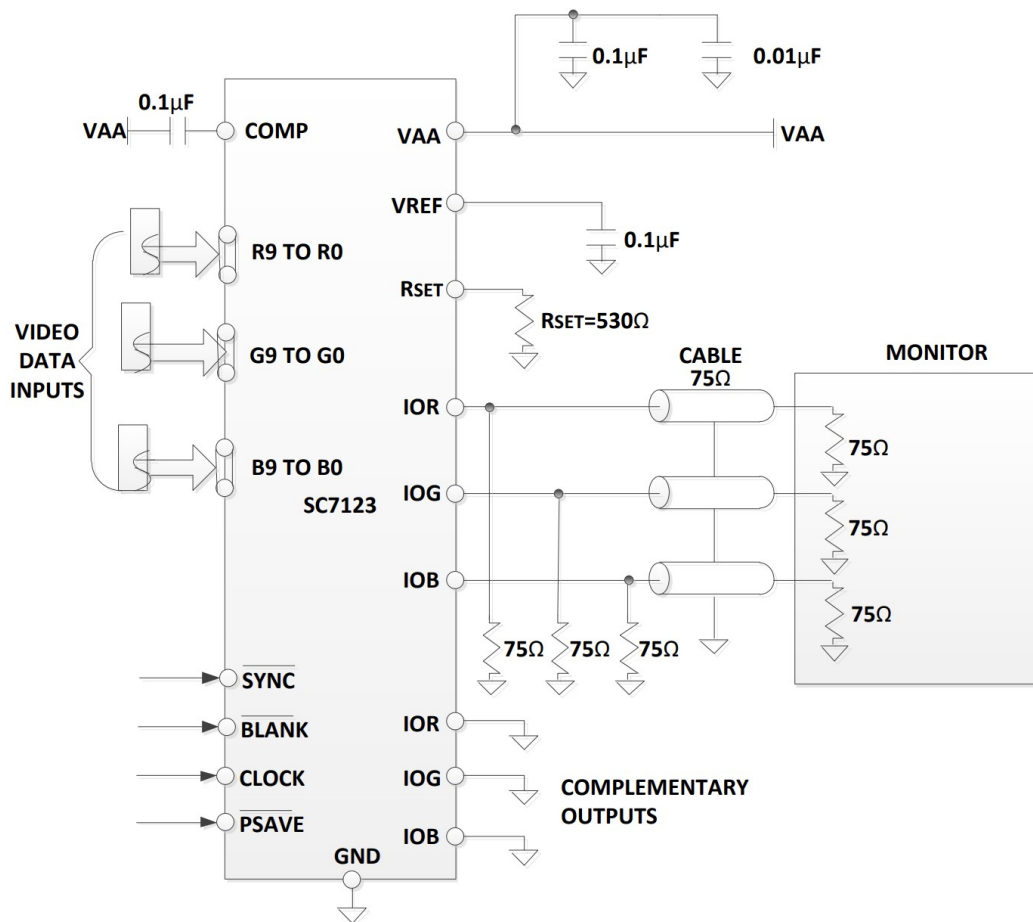 0.1μF
0.01μF
0.1μF
VAA
COMP
VAA
VAA
VREF
0.1μF
R9 TO R0
RSET
RSET=530Ω
VIDEO
DATA
INPUTS
G9 TO G0
CABLE
75Ω
MONITOR
IOR
75Ω
B9 TO B0
SC7123
IOG
75Ω
IOB
75Ω
75Ω
75Ω
75Ω
SYNC
BLANK
IOR
CLOCK
IOG
COMPLEMENTARY
OUTPUTS
PSAVE
IOB
GND